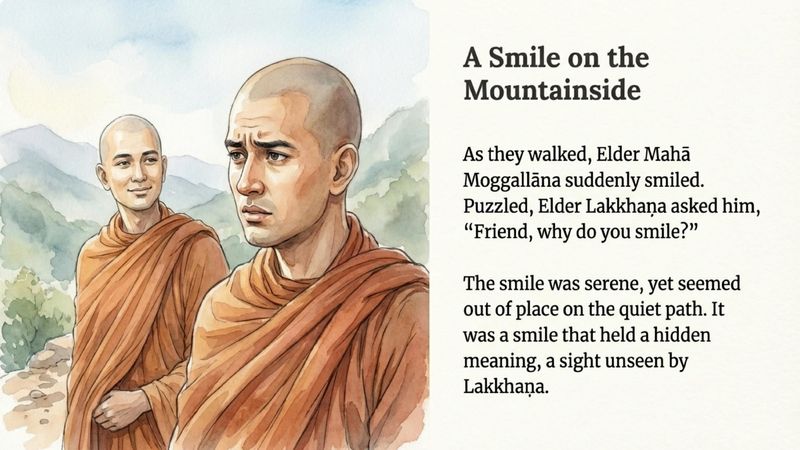 A Smile on the
Mountainside
As they walked, Elder Mahā
Moggallāna suddenly smiled.
Puzzled, Elder Lakkhaṇa asked him,
“Friend, why do you smile?”
The smile was serene, yet seemed
out of place on the quiet path. It
was a smile that held a hidden
meaning, a sight unseen by
Lakkhaṇa.